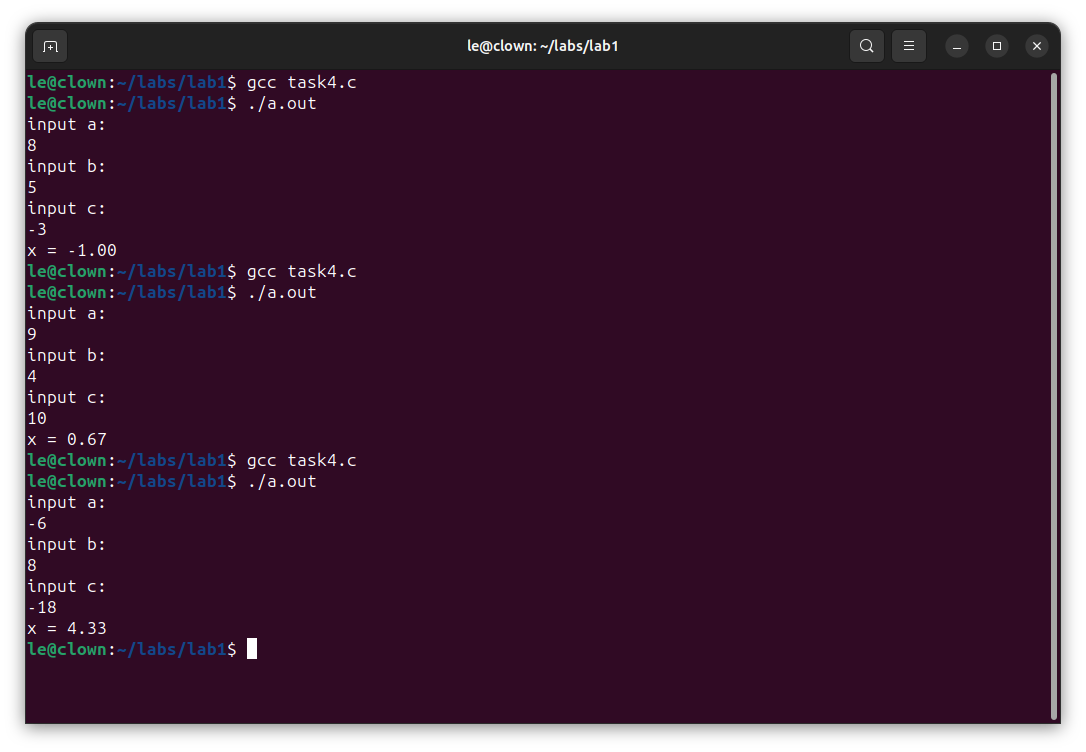 le@clown: ~/labs/lab1
le@clown:~/labs/lab1$ gcc task4.c
le@clown:~/labs/lab1$ ./a.out
input a:
8
input b:
5
input c:
-3
x = -1.00
le@clown:~/labs/lab1$ gcc task4.c
le@clown:~/labs/lab1$ ./a.out
input a:
9
input b:
4
input c:
10
x = 0.67
le@clown:~/labs/lab1$ gcc task4.c
le@clown:~/labs/lab1$ ./a.out
input a:
-6
input b:
8
input c:
-18
x = 4.33
le@clown:~/labs/lab1$